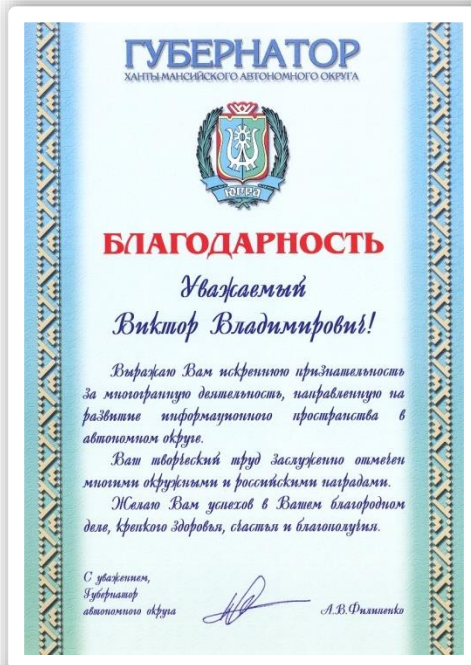 ГУБЕРНАТОР
ХАНТЫ-МАНСИЙСКОГО АВТОНОМНОГО ОКРУГА
ЮГРА
БЛАГОДАРНОСТЬ
Уважаемый
Виктор Владимирович!
Выражаю Вам искреннюю признательность
за многогранную деятельность, направленную на
развитие информационного пространства в
автономном округе.
Ваш творческий труд заслуженно отмечен
многими окружными и российскими наградами.
Желаю Вам успехов в Вашем благородном
деле, крепкого здоровья, счастья и благополучия.
С уважением,
Губернатор
автономного округа
А.В.Филипенко